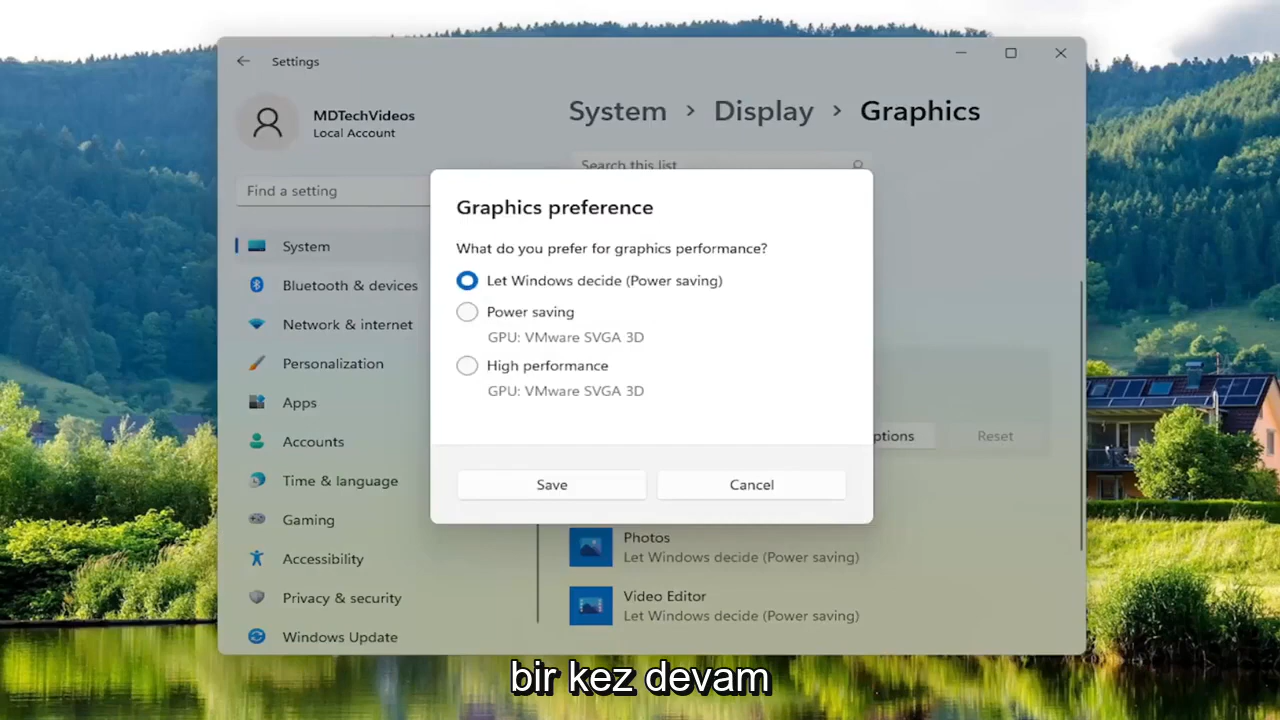 Settings
MDTechVideos
Local Account
Find a setting
System
Bluetooth & devices
Network & internet
Personalization
Apps
Accounts
Time & language
Gaming
Accessibility
Privacy & security
Windows Update
System > Display > Graphics
Search this list
Graphics preference
What do you prefer for graphics performance?
Let Windows decide (Power saving)
Power saving
GPU: VMware SVGA 3D
High performance
GPU: VMware SVGA 3D
Save Cancel
Reset
Photos
Let Windows decide (Power saving)
Video Editor
Let Windows decide (Power saving)
bir kez devam